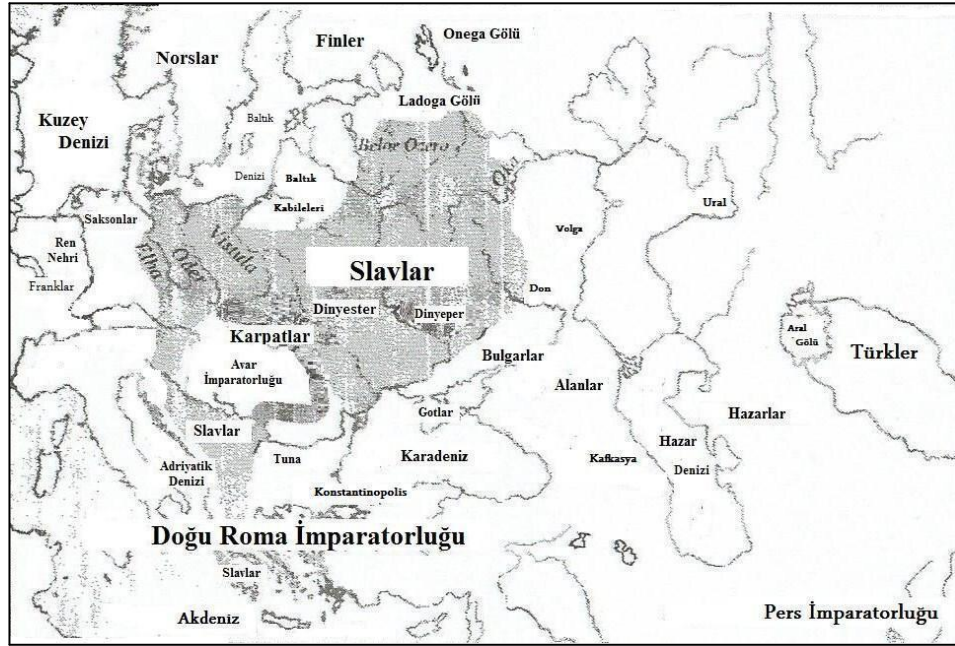 Finler
Onega Gölü
Norslar
Ladoga Gölü
Kuzey
Denizi
Baltık
Denizi
Baltık
Kabileleri
Belor Ozero
Oka
Ural
Saksonlar
Ren
Nehri
Franklar
Elba
Oder
Vistula
Volga
Slavlar
Don
Dinyester
Dinyeper
Karpatlar
Aral
Gölü
Türkler
Avar
İmparatorluğu
Bulgarlar
Alanlar
Gotlar
Hazarlar
Slavlar
Tuna
Karadeniz
Kafkasya
Hazar
Denizi
Adriyatik
Denizi
Konstantinopolis
Doğu Roma İmparatorluğu
Slavlar
Akdeniz
Pers İmparatorluğu